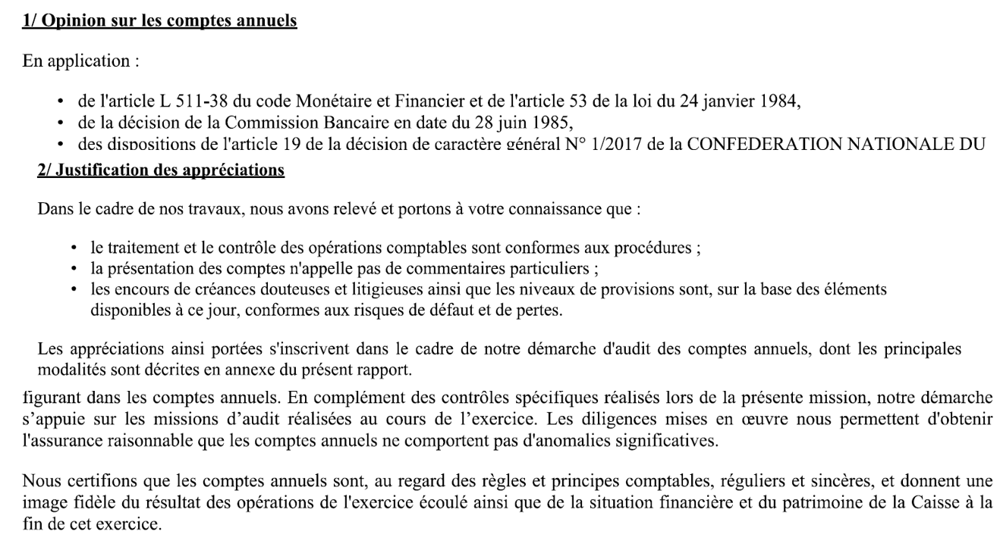 1/ Opinion sur les comptes annuels
En application :
• de l'article L 511-38 du code Monétaire et Financier et de l'article 53 de la loi du 24 janvier 1984,
• de la décision de la Commission Bancaire en date du 28 juin 1985,
• des dispositions de l'article 19 de la décision de caractère général N° 1/2017 de la CONFEDERATION NATIONALE DU
2/ Justification des appréciations
Dans le cadre de nos travaux, nous avons relevé et portons à votre connaissance que :
• le traitement et le contrôle des opérations comptables sont conformes aux procédures ;
• la présentation des comptes n'appelle pas de commentaires particuliers ;
• les encours de créances douteuses et litigieuses ainsi que les niveaux de provisions sont, sur la base des éléments
disponibles à ce jour, conformes aux risques de défaut et de pertes.
Les appréciations ainsi portées s'inscrivent dans le cadre de notre démarche d'audit des comptes annuels, dont les principales
modalités sont décrites en annexe du présent rapport.
figurant dans les comptes annuels. En complément des contrôles spécifiques réalisés lors de la présente mission, notre démarche
s’appuie sur les missions d’audit réalisées au cours de l’exercice. Les diligences mises en œuvre nous permettent d'obtenir
l'assurance raisonnable que les comptes annuels ne comportent pas d'anomalies significatives.
Nous certifions que les comptes annuels sont, au regard des règles et principes comptables, réguliers et sincères, et donnent une
image fidèle du résultat des opérations de l'exercice écoulé ainsi que de la situation financière et du patrimoine de la Caisse à la
fin de cet exercice.